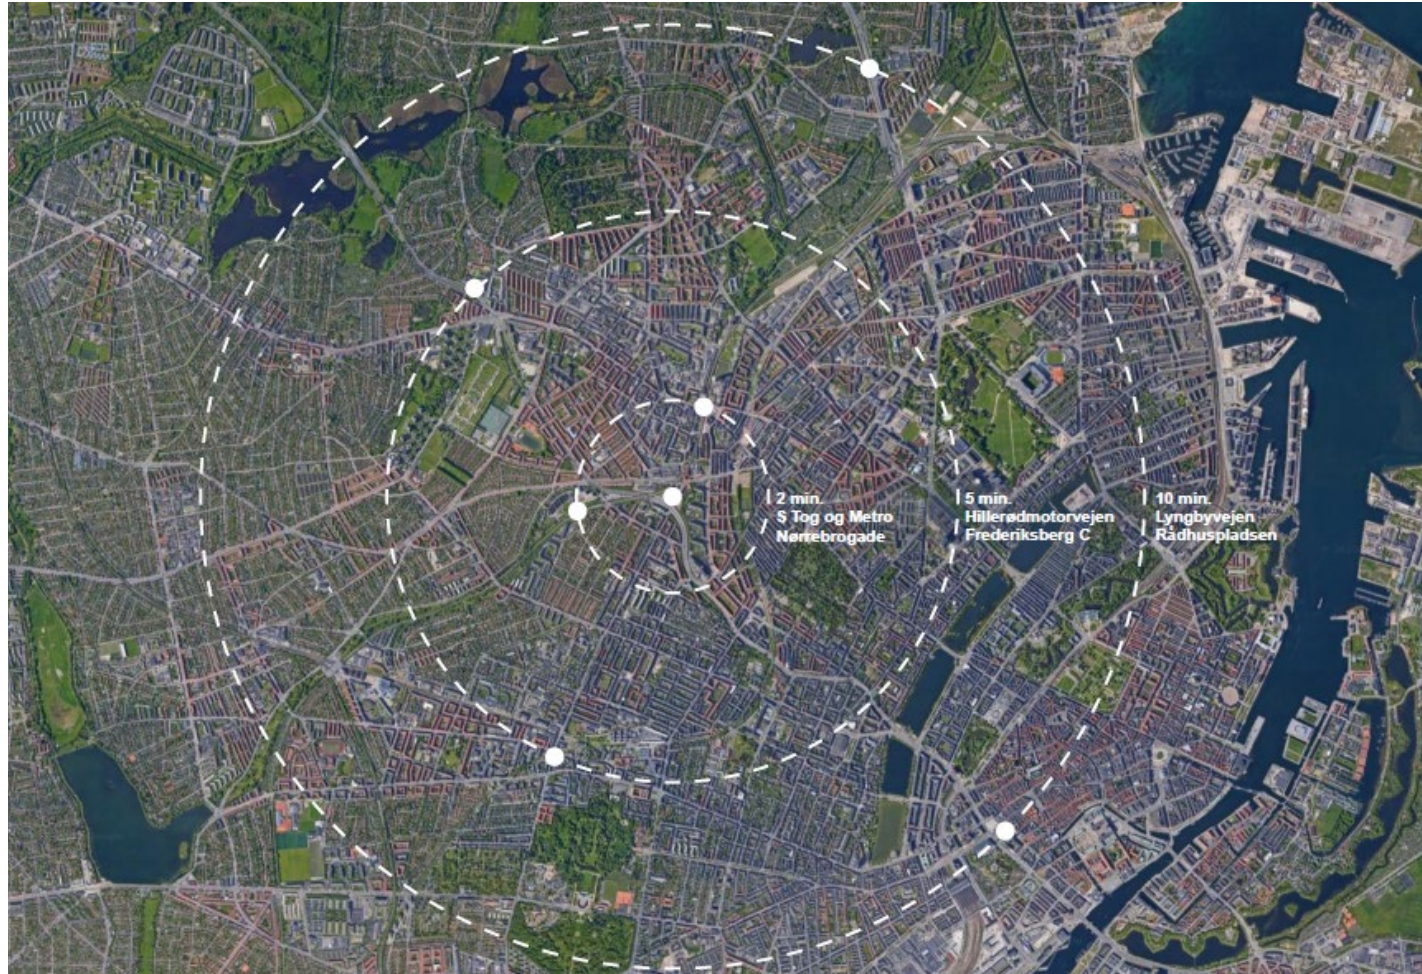 2 min.
S Tog og Metro
Nørrebrogade
5 min.
Hillerødmotorvejen
Frederiksberg C
10 min.
Lyngbyvejen
Rådhuspladsen